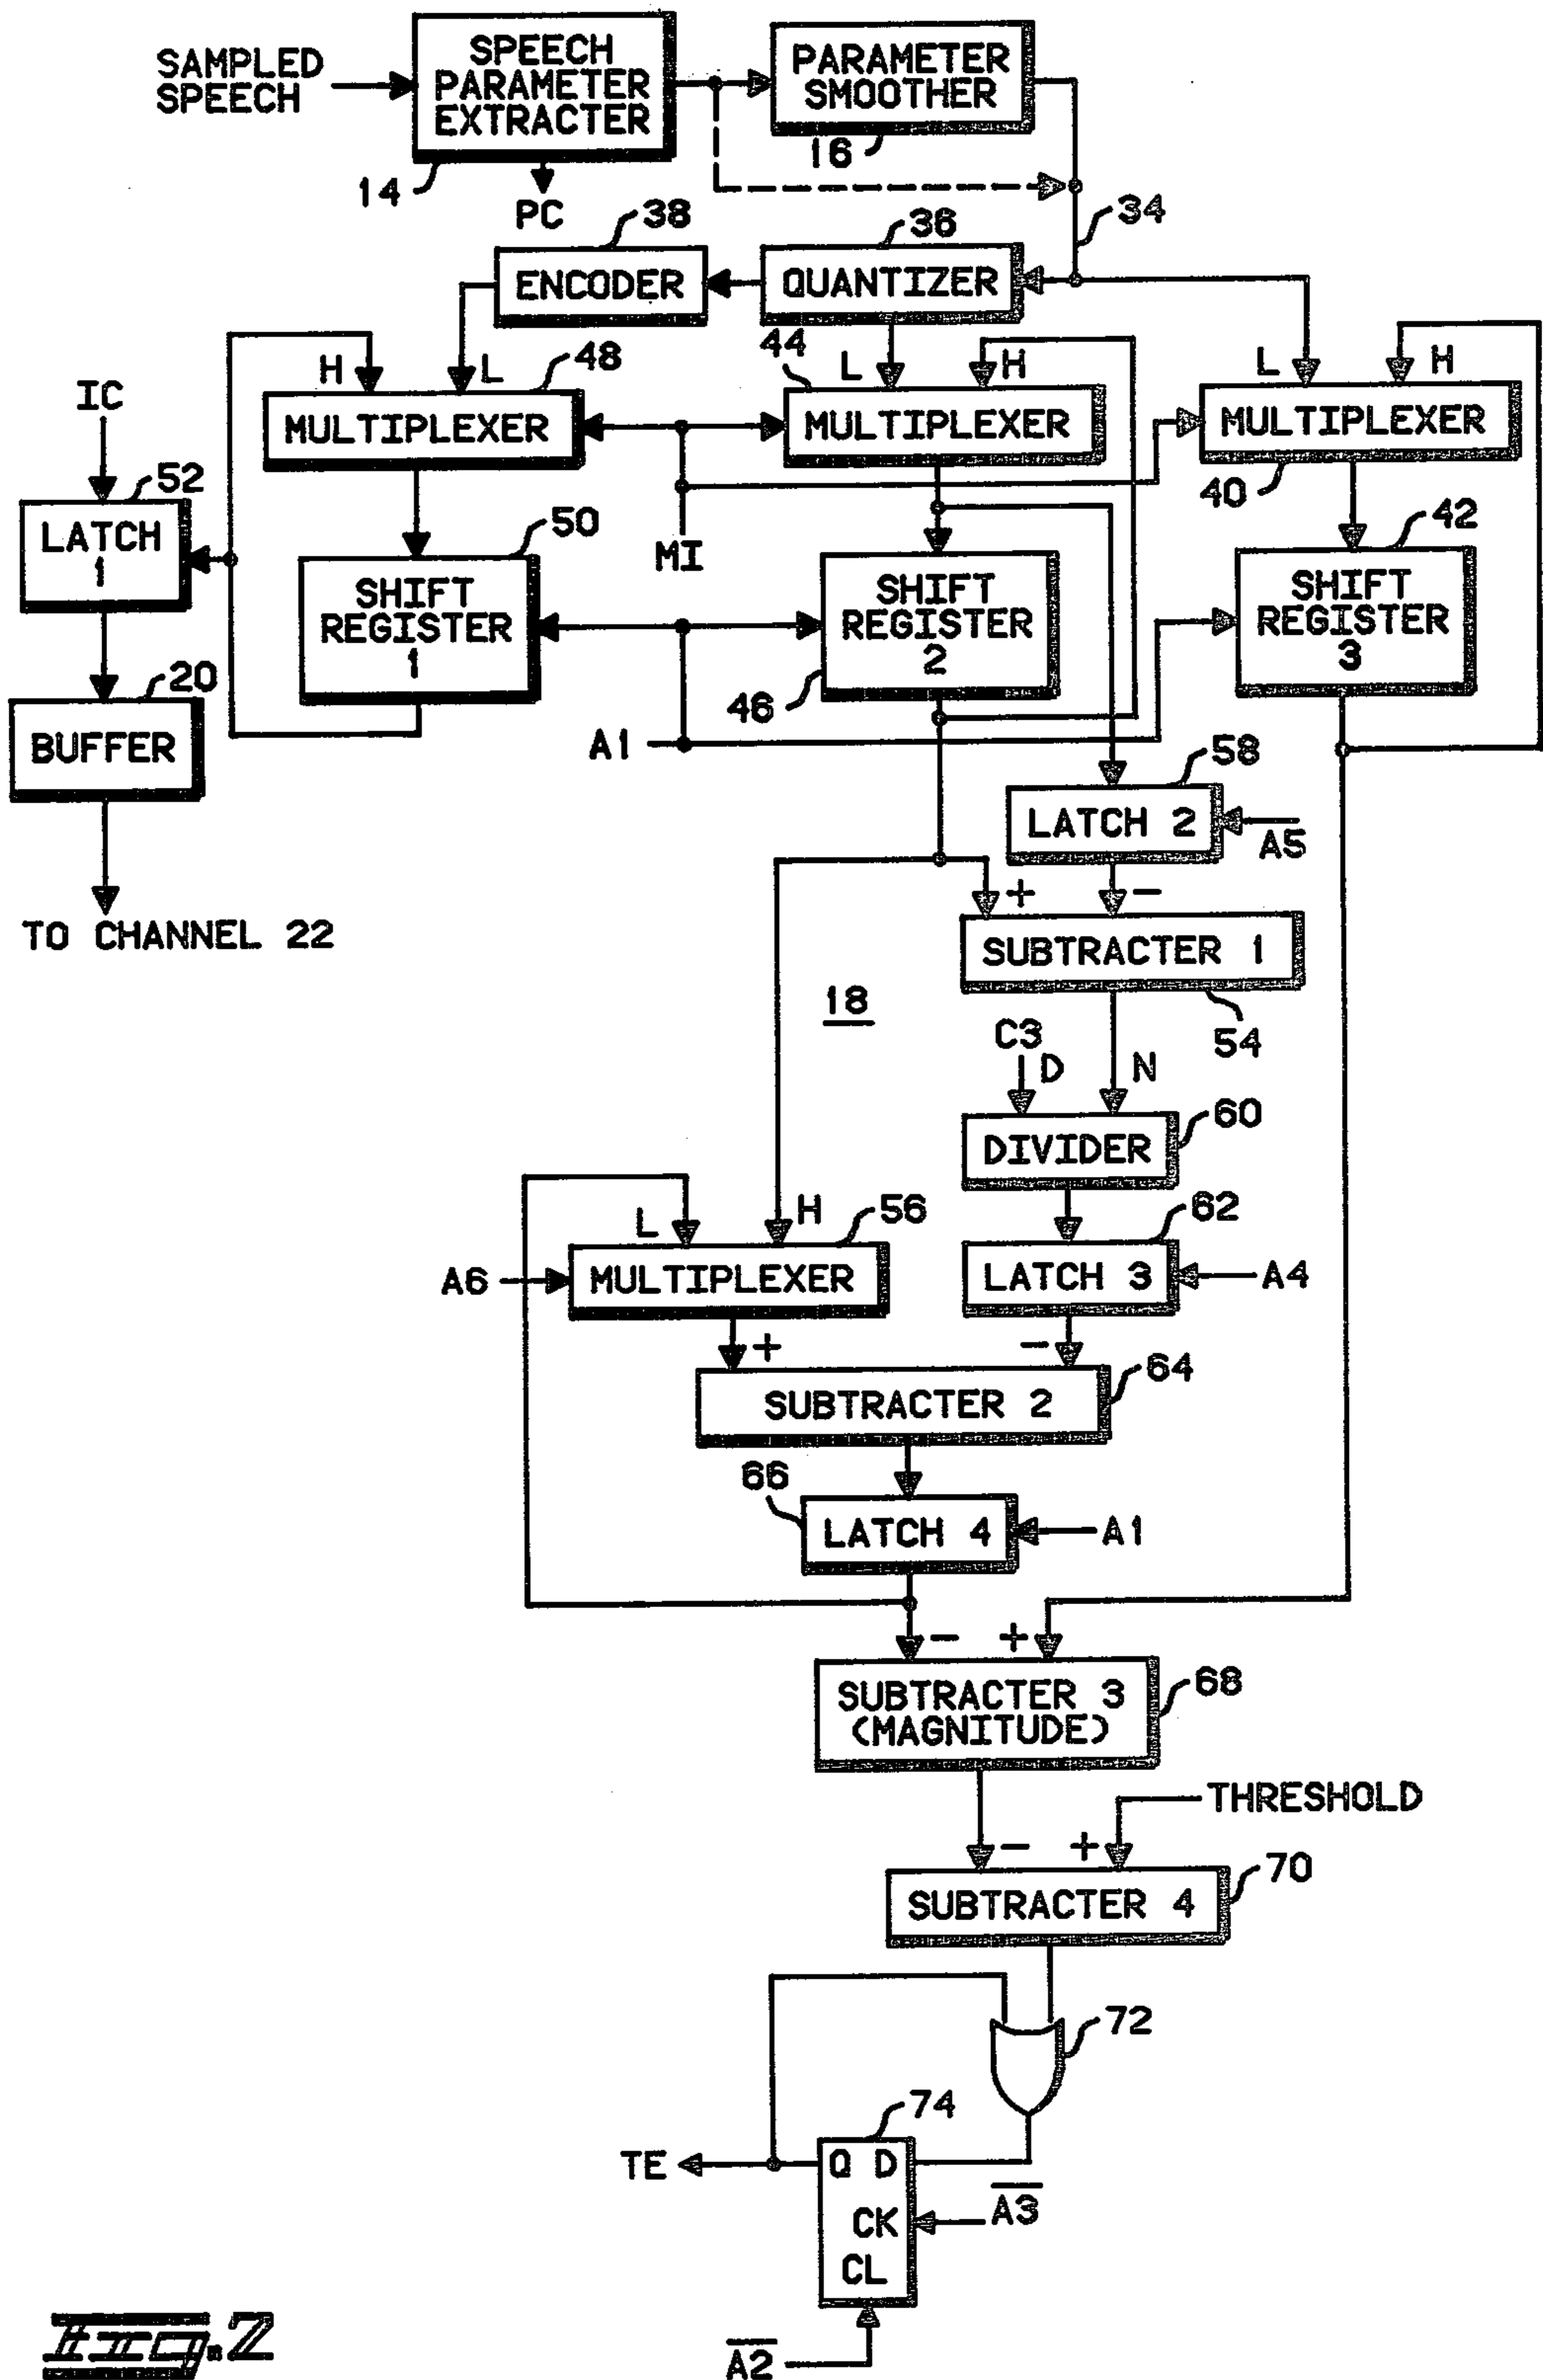 SAMPLED
SPEECH
SPEECH
PARAMETER
EXTRACTER
PARAMETER
SMOOTHER
14
16
PC
34
38
36
ENCODER
QUANTIZER
H
L
48
44
L
H
L
H
IC
MULTIPLEXER
MULTIPLEXER
MULTIPLEXER
40
52
LATCH
1
50
MI
42
SHIFT
REGISTER
1
SHIFT
REGISTER
2
SHIFT
REGISTER
3
20
46
BUFFER
A1
58
LATCH 2
A5
TO CHANNEL 22
+
-
SUBTRACTER 1
18
54
C3
D
N
60
DIVIDER
L
H
56
62
A6
MULTIPLEXER
LATCH 3
A4
+
-
64
SUBTRACTER 2
66
LATCH 4
A1
-
+
SUBTRACTER 3
(MAGNITUDE)
68
THRESHOLD
-
+
70
SUBTRACTER 4
72
74
TE
Q D
A̅3̅
CK
CL
A̅2̅
Fig. 2